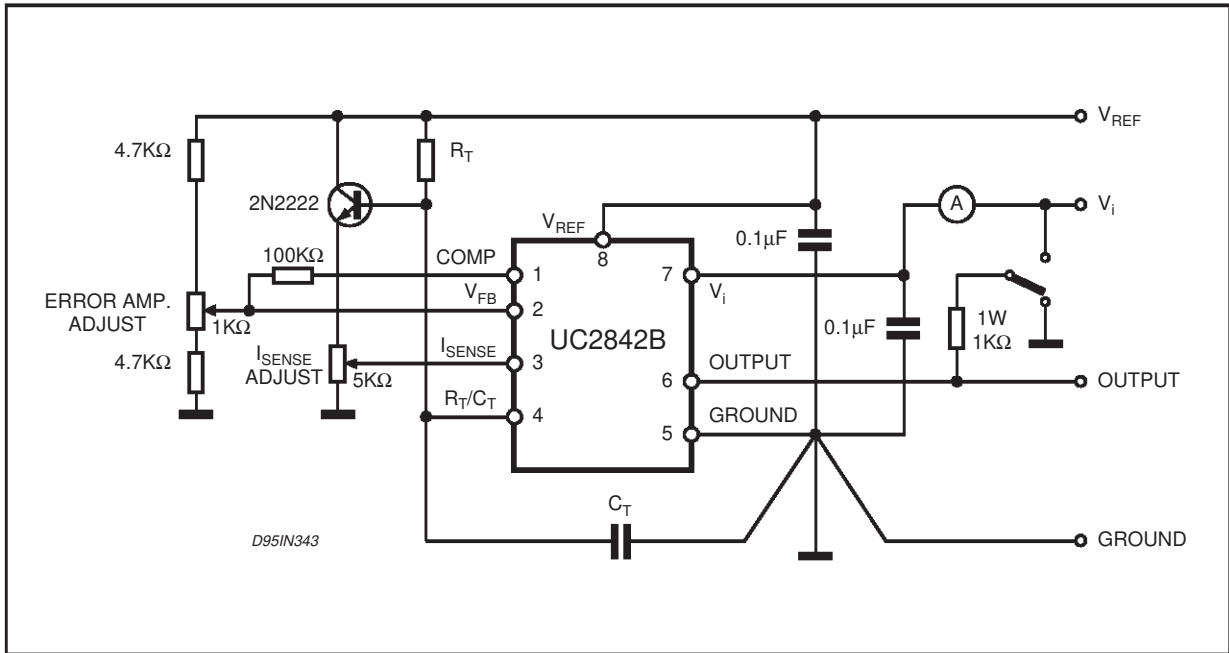 V_REF
4.7KΩ
R_T
2N2222
A
V_i
V_REF
8
0.1µF
100KΩ
COMP
1
7
V_i
V_FB
2
ERROR AMP.
ADJUST
1KΩ
UC2842B
0.1µF
1W
1KΩ
4.7KΩ
I_SENSE
ADJUST
5KΩ
I_SENSE
3
OUTPUT
6
OUTPUT
R_T/C_T
4
GROUND
5
C_T
D95IN343
GROUND